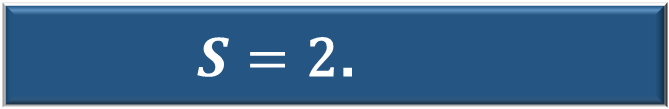 S = 2.